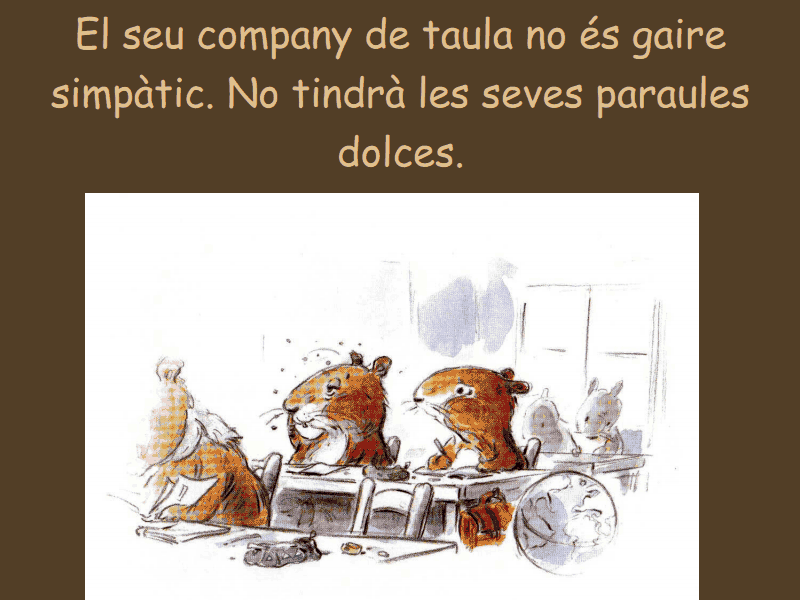 El seu company de taula no és gaire
simpàtic. No tindrà les seves paraules
dolces.